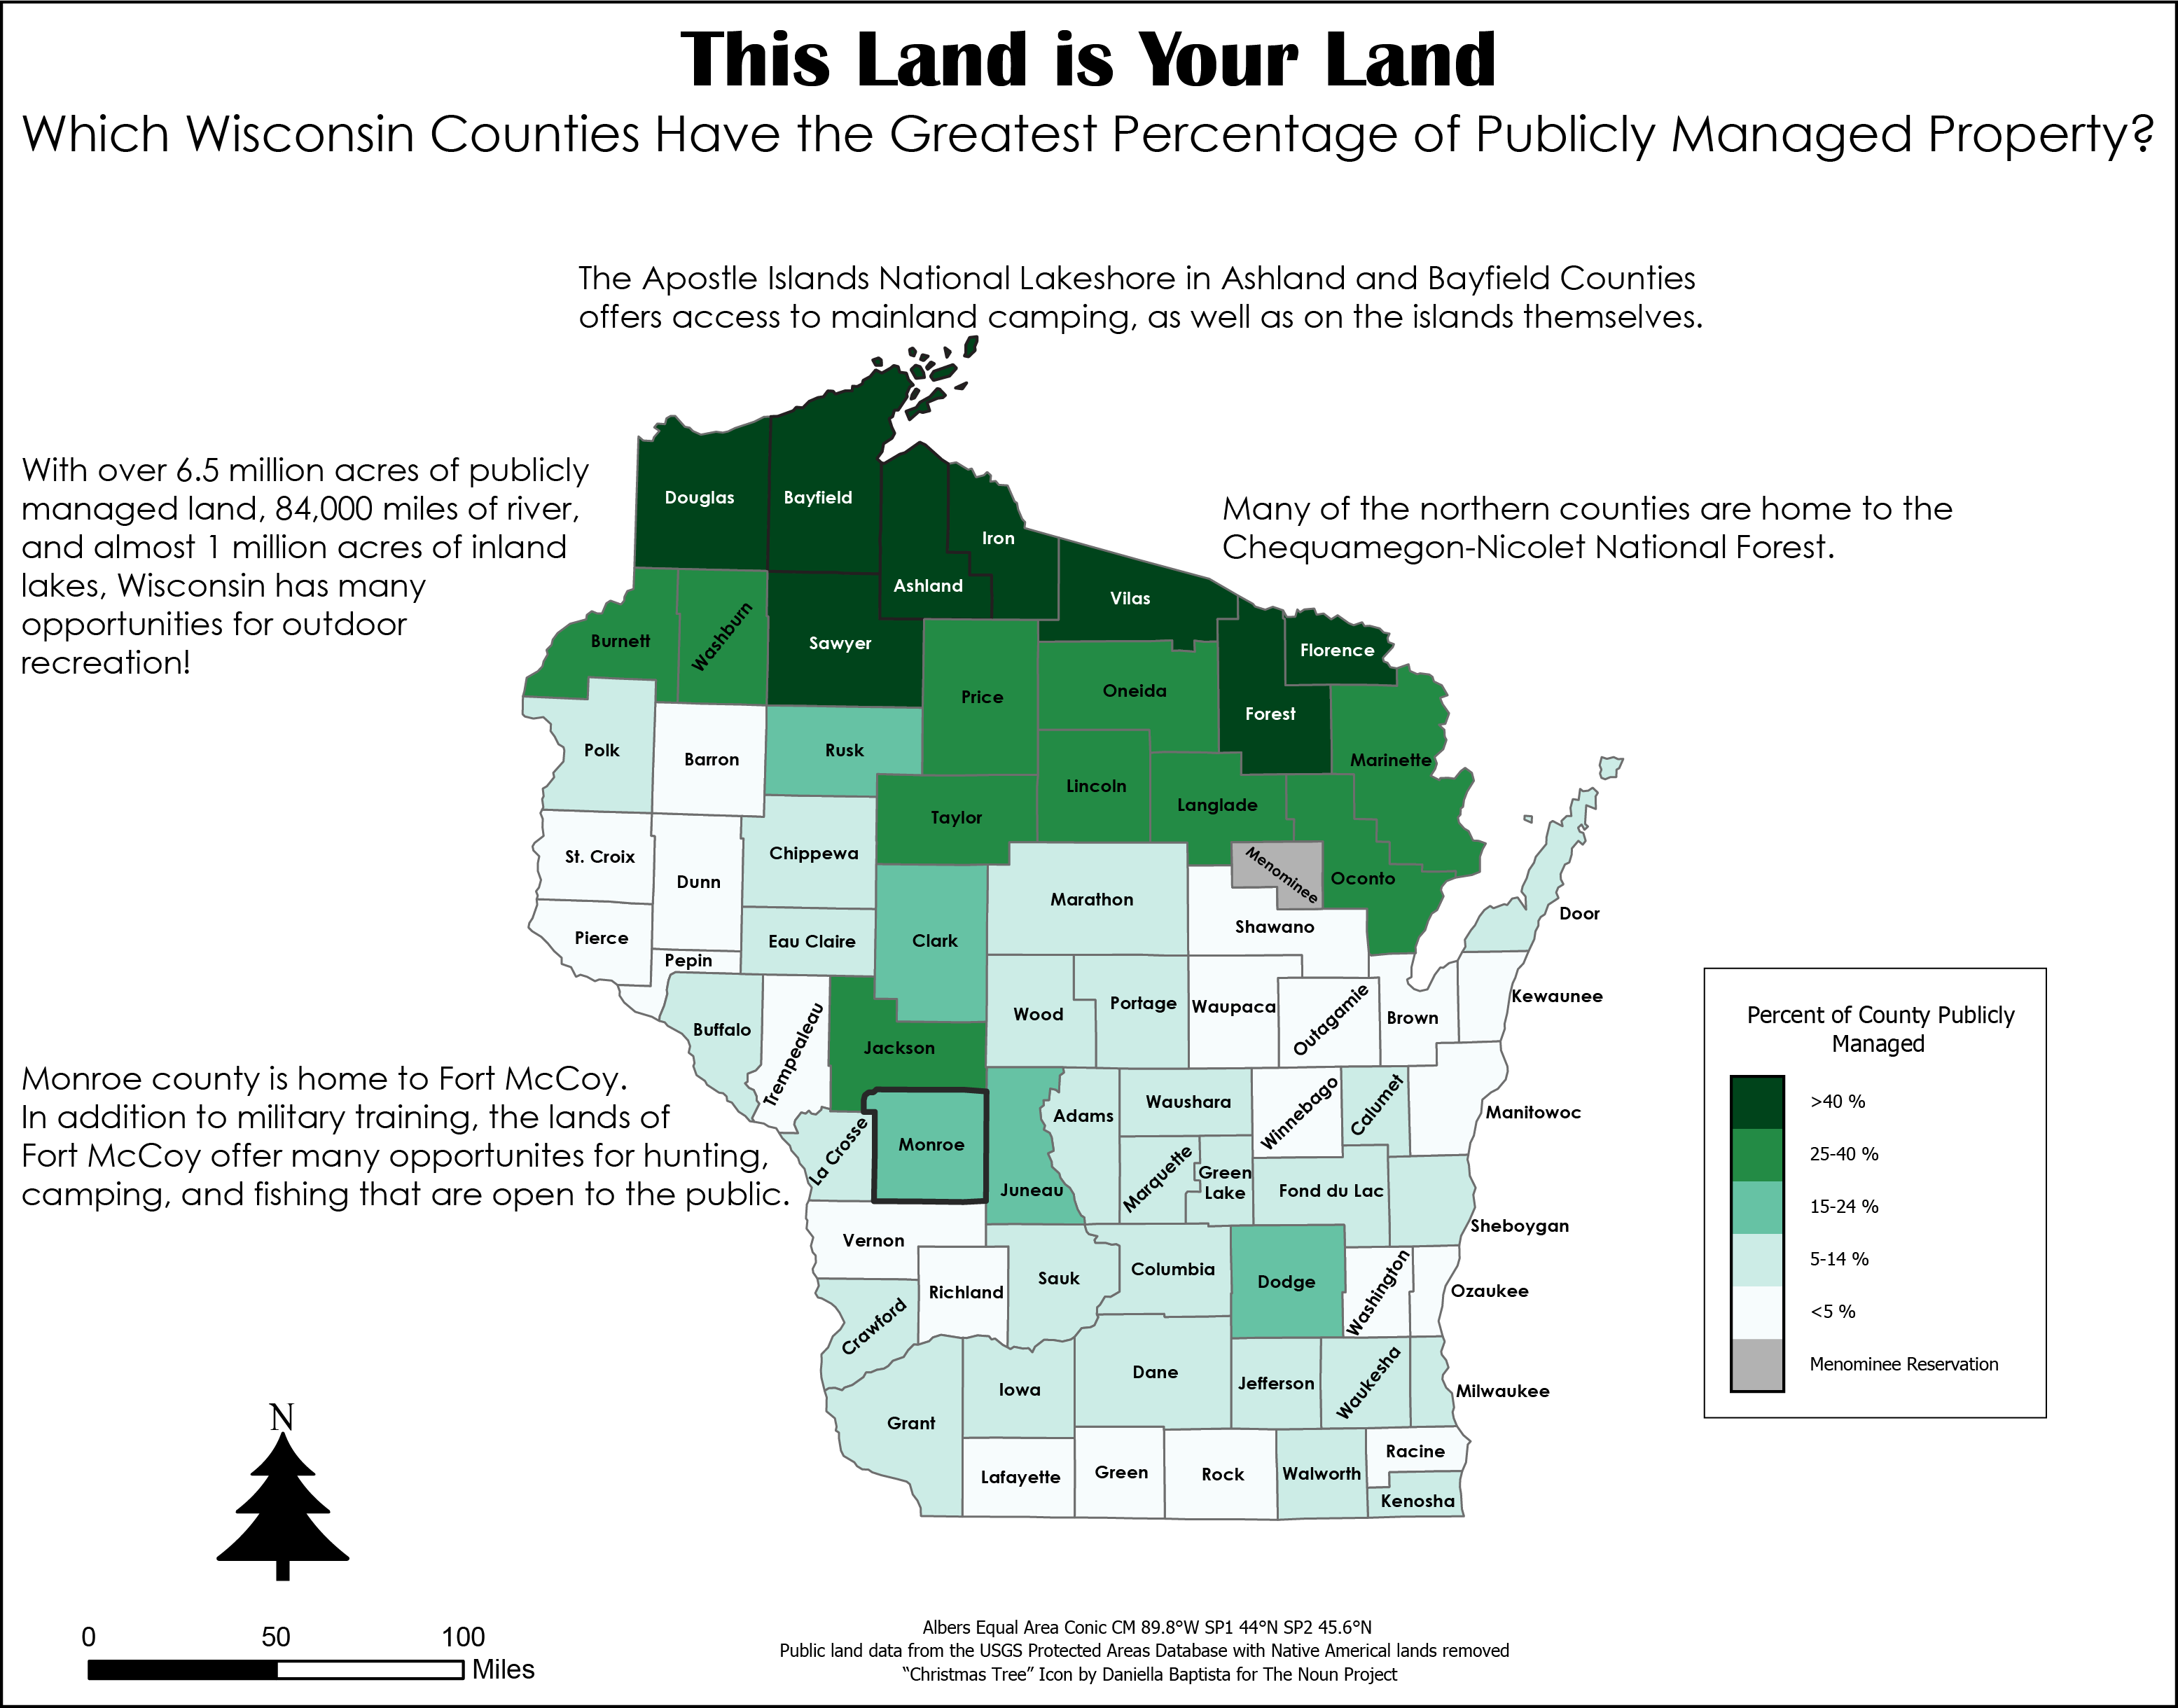 This Land is Your Land
Which Wisconsin Counties Have the Greatest Percentage of Publicly Managed Property?
The Apostle Islands National Lakeshore in Ashland and Bayfield Counties
offers access to mainland camping, as well as on the islands themselves.
With over 6.5 million acres of publicly
managed land, 84,000 miles of river,
and almost 1 million acres of inland
lakes, Wisconsin has many
opportunities for outdoor
recreation!
Many of the northern counties are home to the
Chequamegon-Nicolet National Forest.
Douglas
Bayfield
Iron
Ashland
Vilas
Burnett
Washburn
Sawyer
Florence
Price
Oneida
Forest
Polk
Barron
Rusk
Marinette
Lincoln
Langlade
Taylor
St. Croix
Chippewa
Dunn
Menominee
Oconto
Marathon
Shawano
Door
Pierce
Eau Claire
Clark
Pepin
Kewaunee
Buffalo
Trempealeau
Wood
Portage
Waupaca
Outagamie
Brown
Jackson
Monroe county is home to Fort McCoy.
In addition to military training, the lands of
Fort McCoy offer many opportunites for hunting,
camping, and fishing that are open to the public.
La Crosse
Monroe
Juneau
Adams
Waushara
Winnebago
Calumet
Manitowoc
Marquette
Green
Lake
Fond du Lac
Sheboygan
Vernon
Richland
Sauk
Columbia
Dodge
Washington
Ozaukee
Crawford
Grant
Iowa
Dane
Jefferson
Waukesha
Milwaukee
Lafayette
Green
Rock
Walworth
Racine
Kenosha
Percent of County Publicly
Managed
>40 %
25-40 %
15-24 %
5-14 %
<5 %
Menominee Reservation
N
0 50 100
Miles
Albers Equal Area Conic CM 89.8°W SP1 44°N SP2 45.6°N
Public land data from the USGS Protected Areas Database with Native Americal lands removed
“Christmas Tree” Icon by Daniella Baptista for The Noun Project